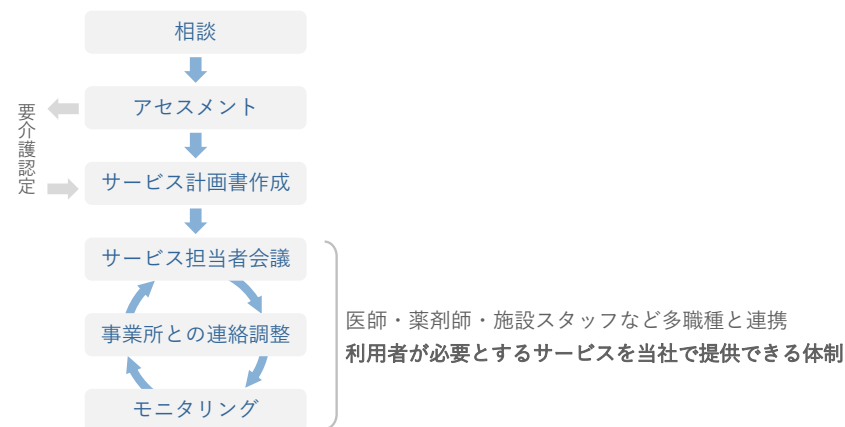 相談
アセスメント
要介護認定
サービス計画書作成
サービス担当者会議
事業所との連絡調整
モニタリング
医師・薬剤師・施設スタッフなど多職種と連携
利用者が必要とするサービスを当社で提供できる体制